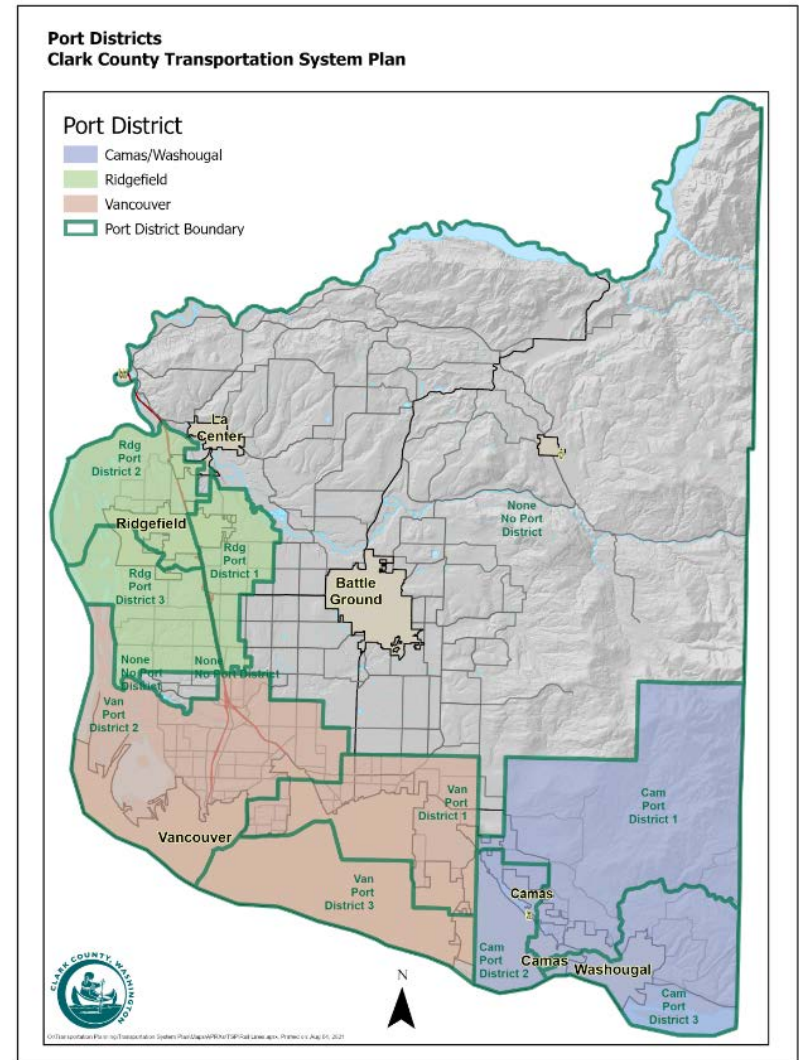 Port Districts
Clark County Transportation System Plan
Port District
Camas/Washougal
Ridgefield
Vancouver
Port District Boundary
La
Center
Rdg
Port
District 2
Ridgefield
Rdg
Port
District 1
Rdg
Port
District 3
None
No Port
District
Battle
Ground
None
No Port
District
None
No Port District
Van
Port
District 2
Van
Port
District 1
Cam
Port
District 1
Vancouver
Van
Port
District 3
Camas
Cam
Port
District 2
Camas
Washougal
Cam
Port
District 3
CLARK COUNTY, WASHINGTON
N